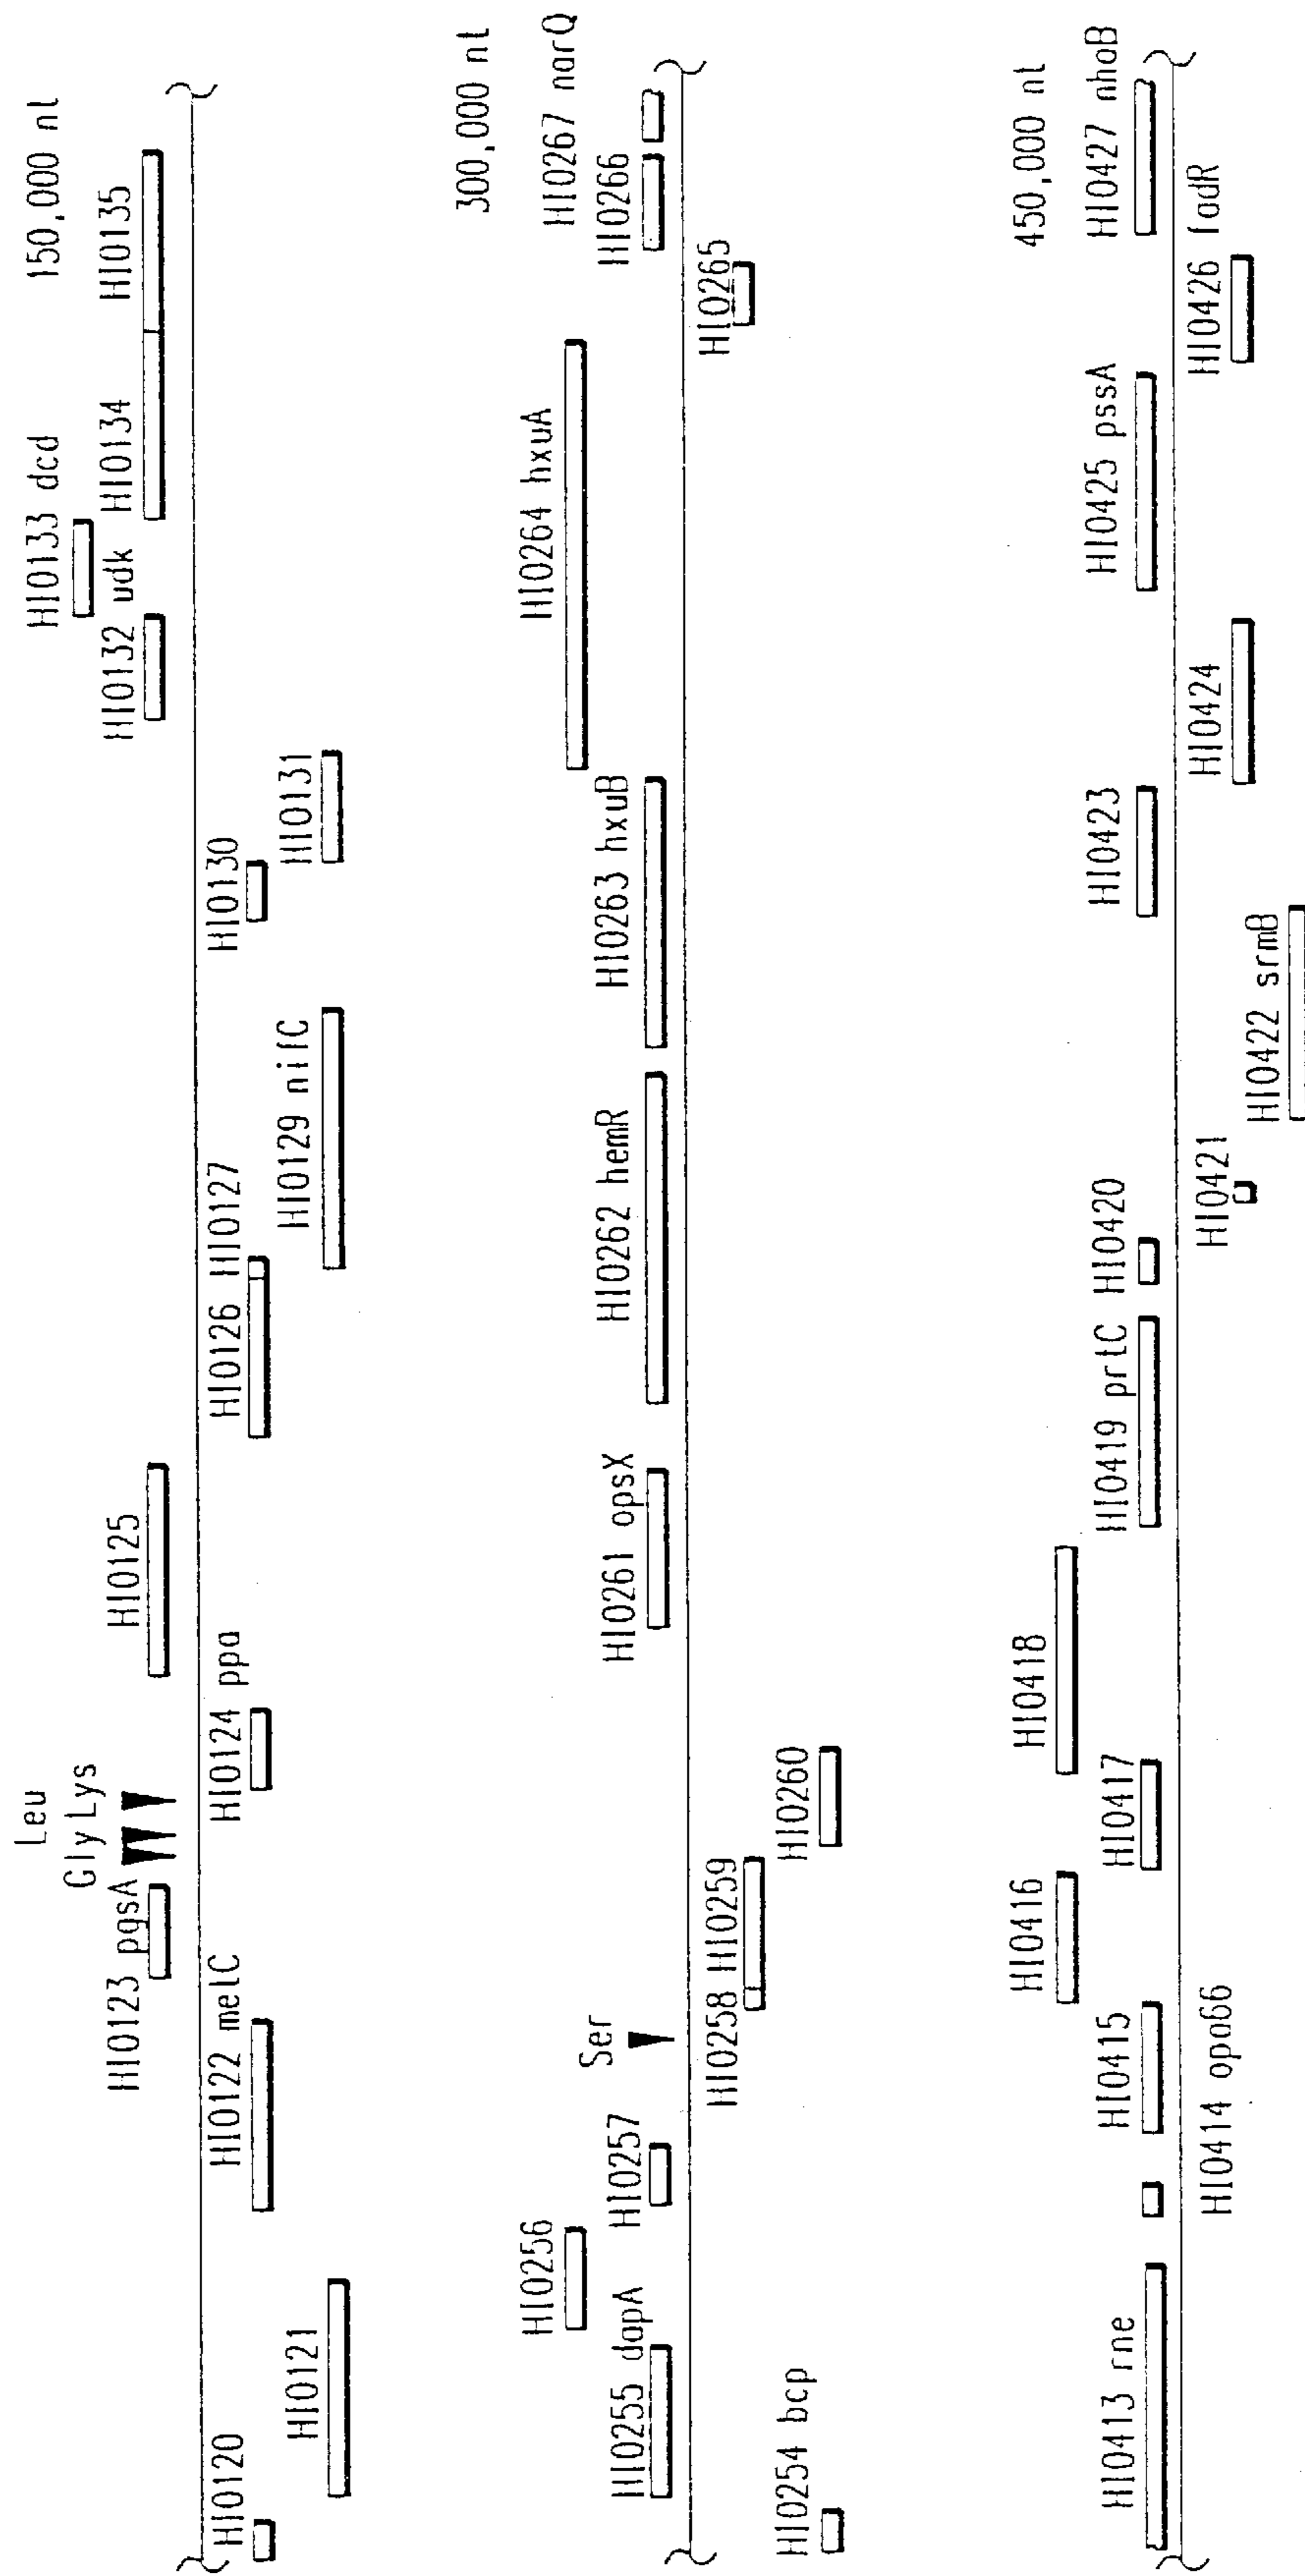 150,000 nt
Leu
Gly Lys
HI0133 dcd
HI0123 pgsA
HI0125
HI0132 udk
HI0134
HI0135
HI0120
HI0122 metC
HI0124 ppa
HI0126
HI0127
HI0130
HI0121
HI0129 nifC
HI0131
300,000 nt
HI0256
HI0264 hxuA
HI0267 narQ
Ser
HI0255 dapA
HI0257
HI0261 opsX
HI0262 hemR
HI0263 hxuB
HI0266
HI0258
HI0259
HI0265
HI0254 bcp
HI0260
450,000 nt
HI0416
HI0418
HI0413 rne
HI0415
HI0417
HI0419 prtC
HI0420
HI0423
HI0425 pssA
HI0427 nhaB
HI0414 opa66
HI0421
HI0424
HI0426 fadR
HI0422 srmB